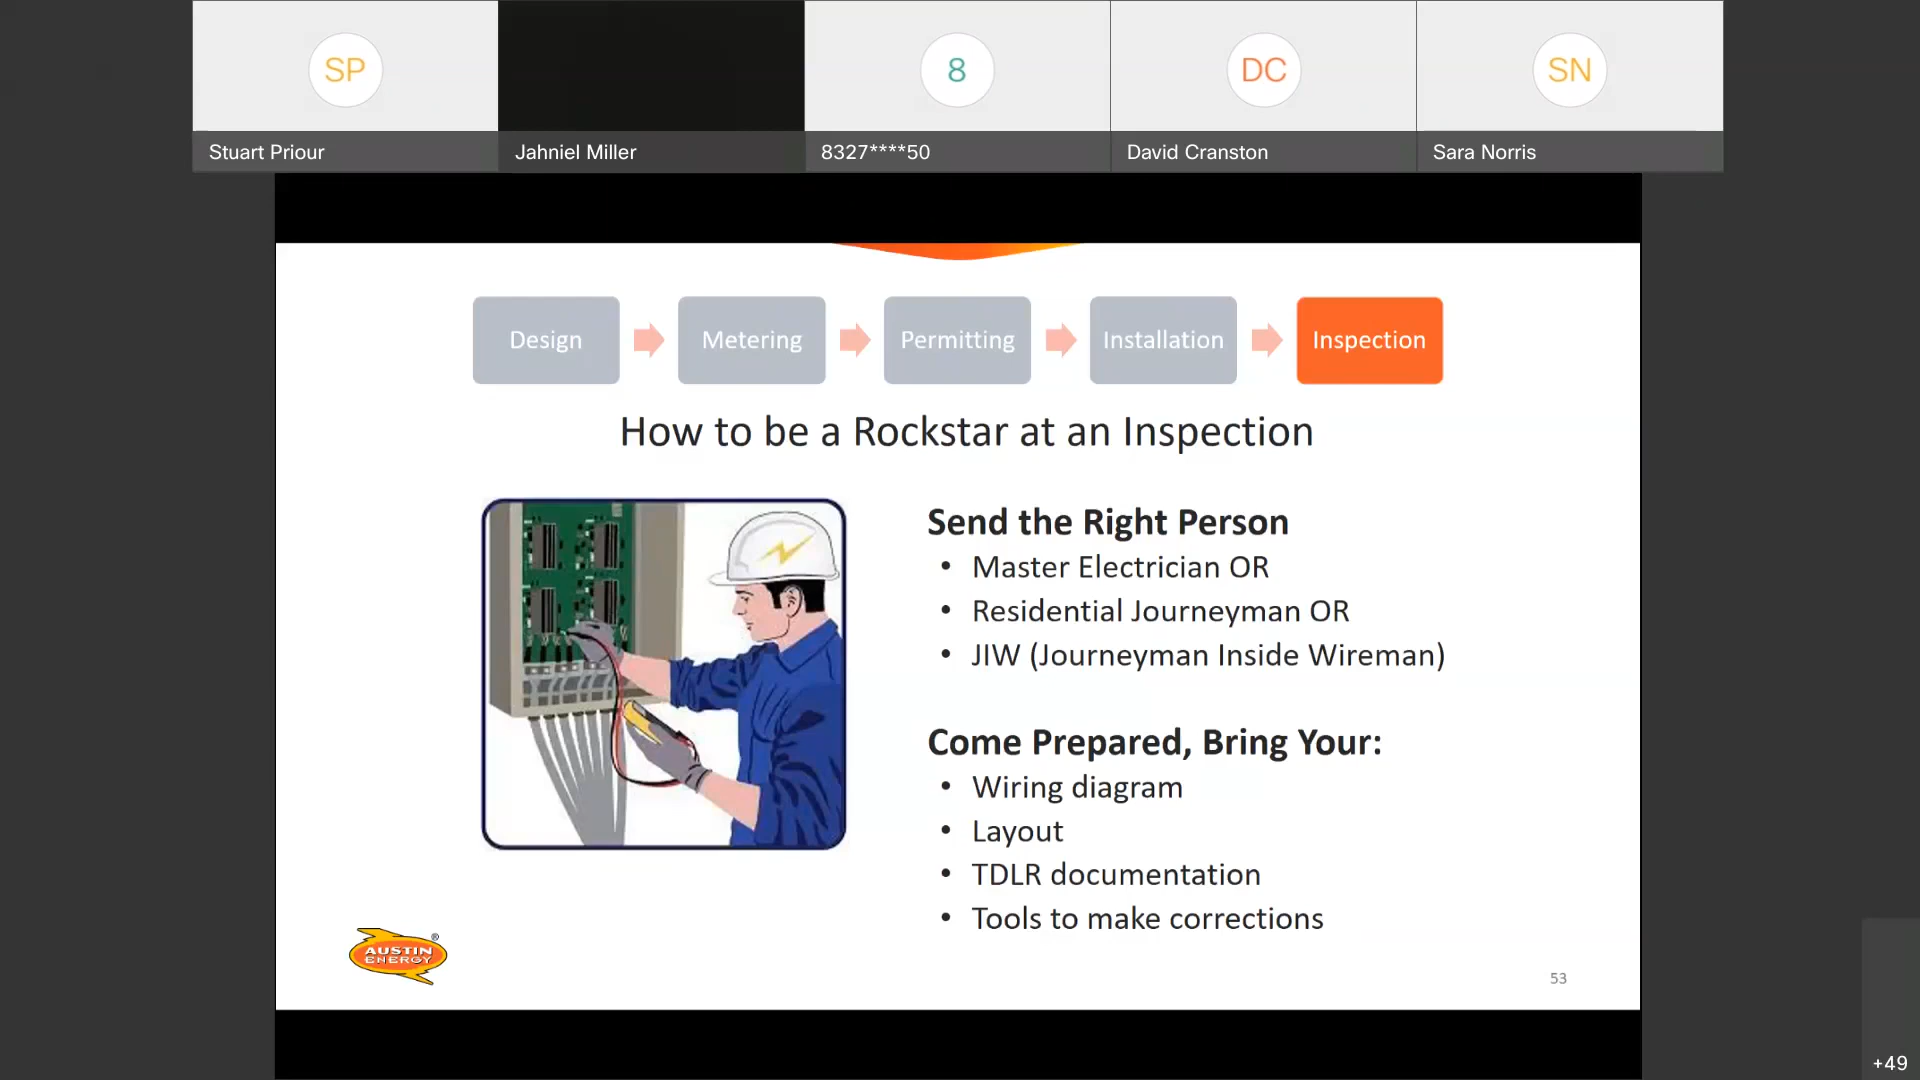 SP
8
DC
SN
Stuart Priour
Jahniel Miller
8327****50
David Cranston
Sara Norris
Design
Metering
Permitting
Installation
Inspection
How to be a Rockstar at an Inspection
Send the Right Person
• Master Electrician OR
• Residential Journeyman OR
• JIW (Journeyman Inside Wireman)
Come Prepared, Bring Your:
• Wiring diagram
• Layout
• TDLR documentation
• Tools to make corrections
AUSTIN ®
ENERGY
53
+49